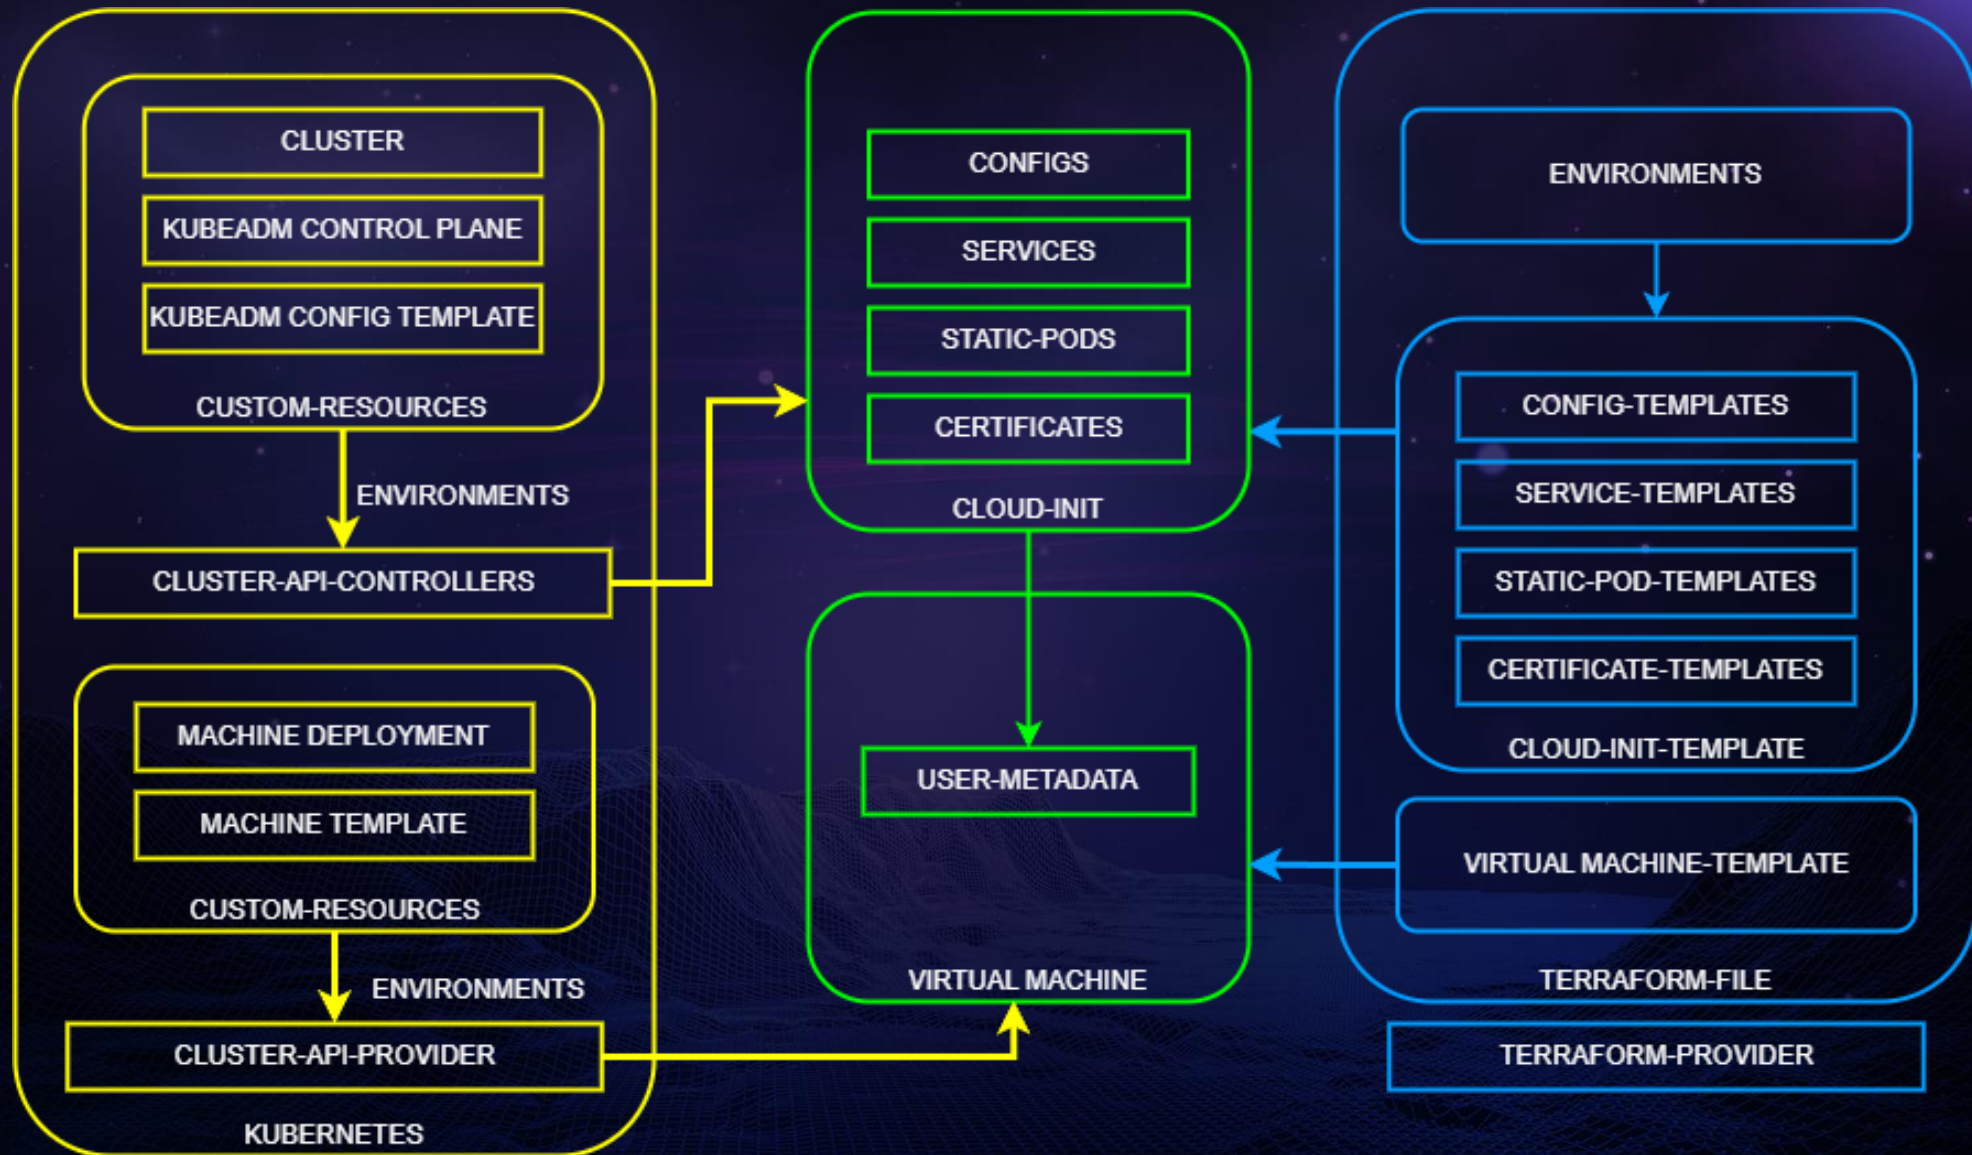 CLUSTER
KUBEADM CONTROL PLANE
KUBEADM CONFIG TEMPLATE
CUSTOM-RESOURCES
ENVIRONMENTS
CLUSTER-API-CONTROLLERS
MACHINE DEPLOYMENT
MACHINE TEMPLATE
CUSTOM-RESOURCES
ENVIRONMENTS
CLUSTER-API-PROVIDER
KUBERNETES
CONFIGS
SERVICES
STATIC-PODS
CERTIFICATES
CLOUD-INIT
USER-METADATA
VIRTUAL MACHINE
ENVIRONMENTS
CONFIG-TEMPLATES
SERVICE-TEMPLATES
STATIC-POD-TEMPLATES
CERTIFICATE-TEMPLATES
CLOUD-INIT-TEMPLATE
VIRTUAL MACHINE-TEMPLATE
TERRAFORM-FILE
TERRAFORM-PROVIDER